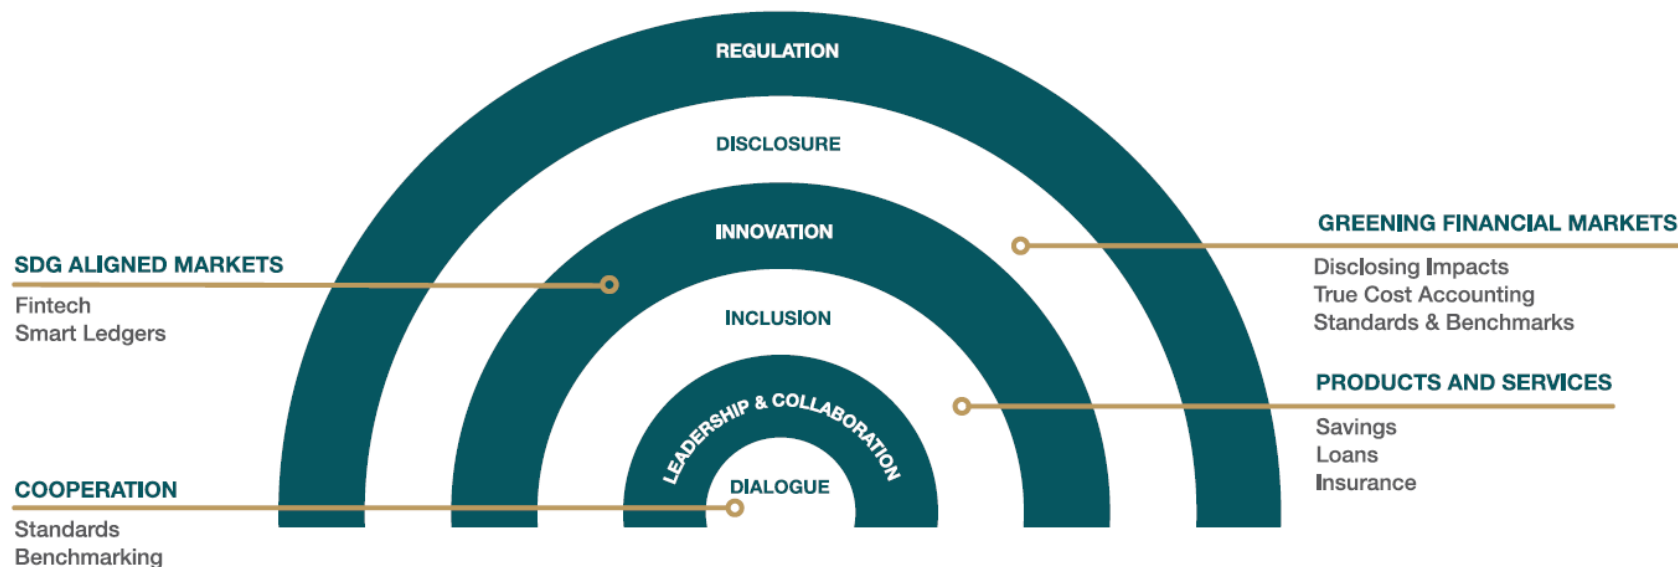 REGULATION
DISCLOSURE
INNOVATION
INCLUSION
LEADERSHIP & COLLABORATION
DIALOGUE
SDG ALIGNED MARKETS
Fintech
Smart Ledgers
COOPERATION
Standards
Benchmarking
GREENING FINANCIAL MARKETS
Disclosing Impacts
True Cost Accounting
Standards & Benchmarks
PRODUCTS AND SERVICES
Savings
Loans
Insurance